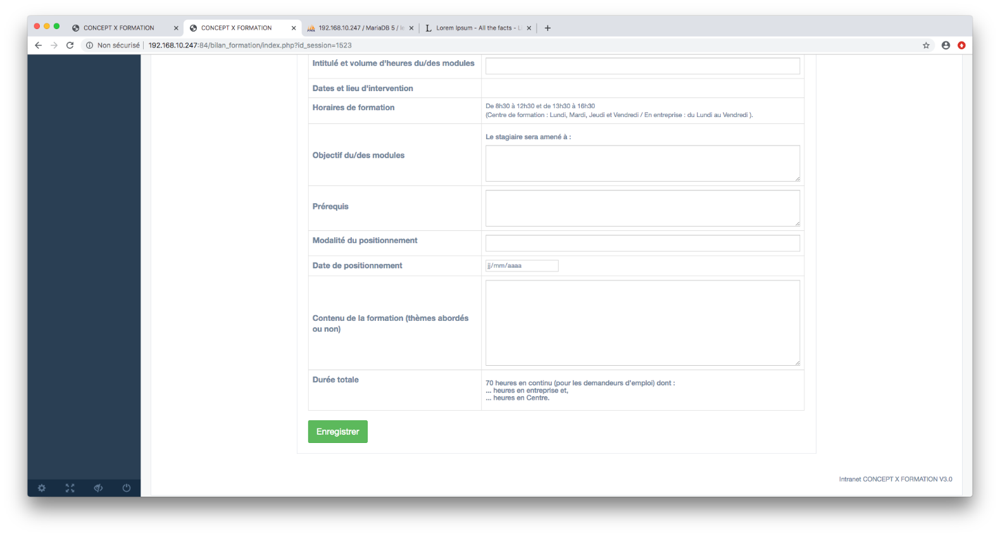 CONCEPT X FORMATION
CONCEPT X FORMATION
192.168.10.247 / MariaDB 5 / le
Lorem Ipsum - All the facts - L
Non sécurisé | 192.168.10.247:84/bilan_formation/index.php?id_session=1523
Intitulé et volume d'heures du/des modules
Dates et lieu d'intervention
Horaires de formation
De 8h30 à 12h30 et de 13h30 à 16h30
(Centre de formation : Lundi, Mardi, Jeudi et Vendredi / En entreprise : du Lundi au Vendredi ).
Objectif du/des modules
Le stagiaire sera amené à :
Prérequis
Modalité du positionnement
Date de positionnement
jj/mm/aaaa
Contenu de la formation (thèmes abordés
ou non)
Durée totale
70 heures en continu (pour les demandeurs d'emploi) dont :
... heures en entreprise et,
... heures en Centre.
Enregistrer
Intranet CONCEPT X FORMATION V3.0